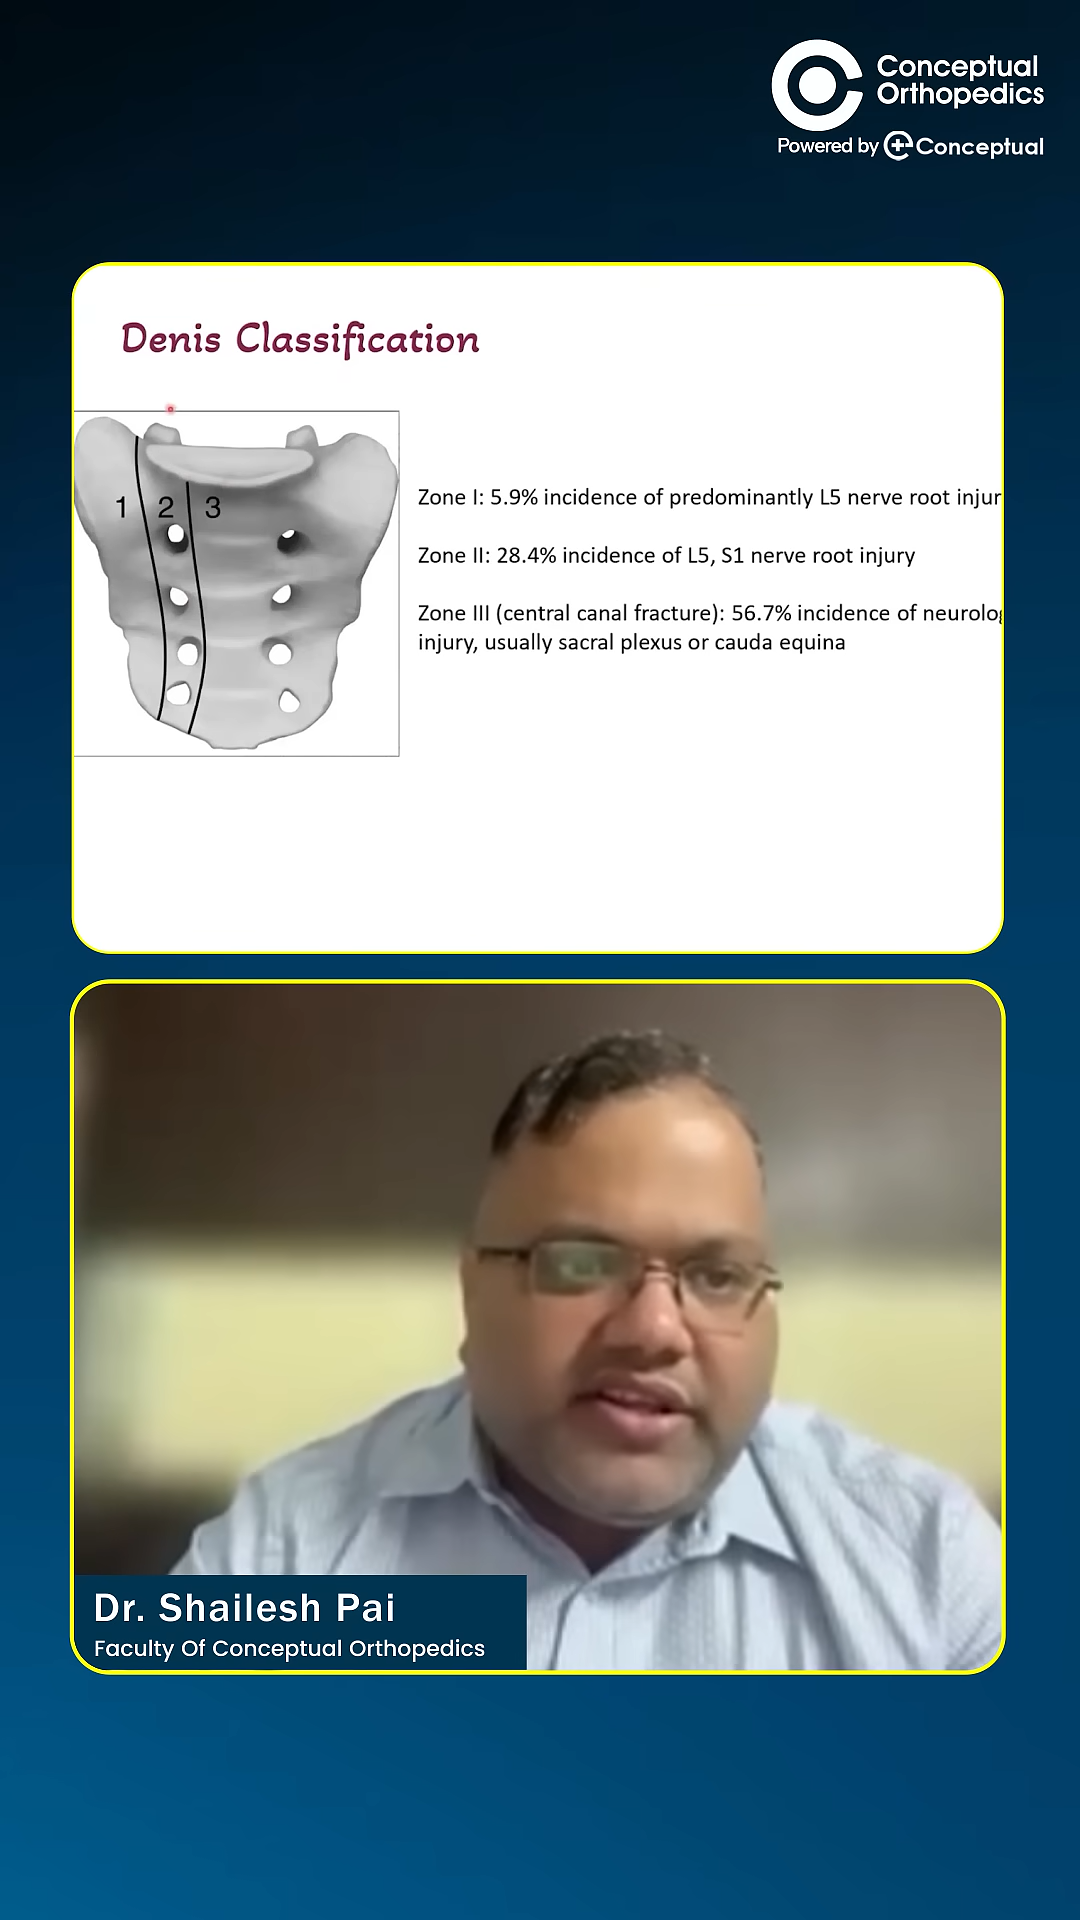 Conceptual
Orthopedics
Powered by Conceptual
Denis Classification
1 2 3
Zone I: 5.9% incidence of predominantly L5 nerve root injur
Zone II: 28.4% incidence of L5, S1 nerve root injury
Zone III (central canal fracture): 56.7% incidence of neurolog
injury, usually sacral plexus or cauda equina
Dr. Shailesh Pai
Faculty Of Conceptual Orthopedics